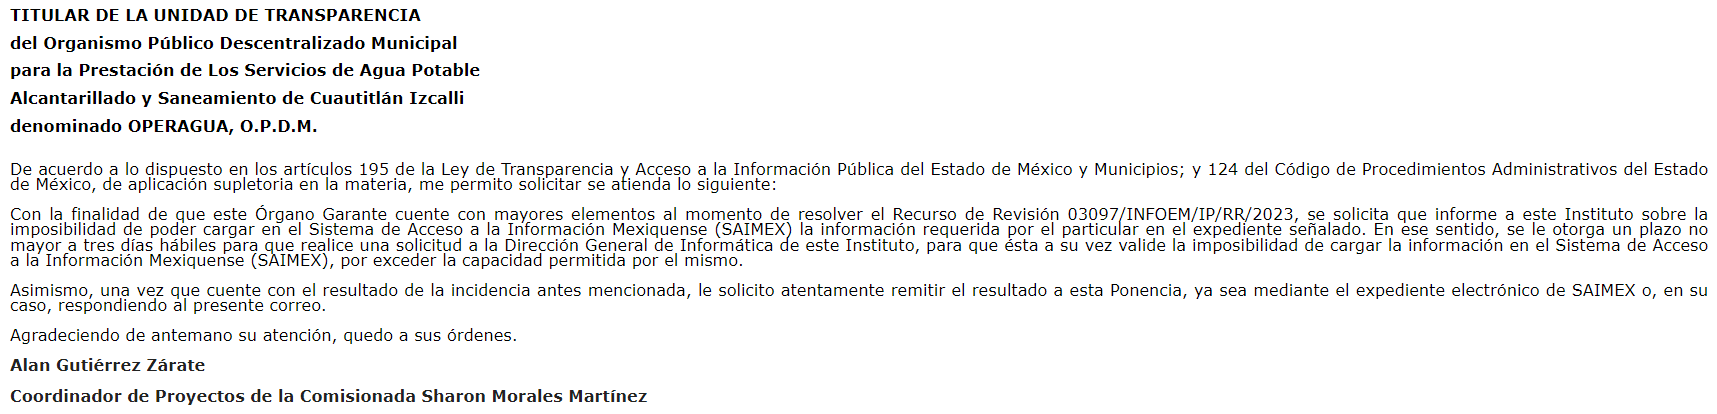 TITULAR DE LA UNIDAD DE TRANSPARENCIA
del Organismo Público Descentralizado Municipal
para la Prestación de Los Servicios de Agua Potable
Alcantarillado y Saneamiento de Cuautitlán Izcalli
denominado OPERAGUA, O.P.D.M.
De acuerdo a lo dispuesto en los artículos 195 de la Ley de Transparencia y Acceso a la Información Pública del Estado de México y Municipios; y 124 del Código de Procedimientos Administrativos del Estado
de México, de aplicación supletoria en la materia, me permito solicitar se atienda lo siguiente:
Con la finalidad de que este Órgano Garante cuente con mayores elementos al momento de resolver el Recurso de Revisión 03097/INFOEM/IP/RR/2023, se solicita que informe a este Instituto sobre la
imposibilidad de poder cargar en el Sistema de Acceso a la Información Mexiquense (SAIMEX) la información requerida por el particular en el expediente señalado. En ese sentido, se le otorga un plazo no
mayor a tres días hábiles para que realice una solicitud a la Dirección General de Informática de este Instituto, para que ésta a su vez valide la imposibilidad de cargar la información en el Sistema de Acceso
a la Información Mexiquense (SAIMEX), por exceder la capacidad permitida por el mismo.
Asimismo, una vez que cuente con el resultado de la incidencia antes mencionada, le solicito atentamente remitir el resultado a esta Ponencia, ya sea mediante el expediente electrónico de SAIMEX o, en su
caso, respondiendo al presente correo.
Agradeciendo de antemano su atención, quedo a sus órdenes.
Alan Gutiérrez Zárate
Coordinador de Proyectos de la Comisionada Sharon Morales Martínez